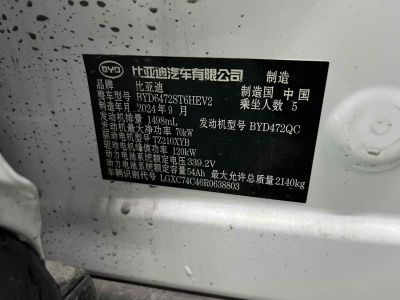 BYD 比亚迪汽车有限公司 制造
品牌 比亚迪 制造国 中国
整车型号 BYD6472ST6HEV2 乘坐人数 5
制造年月 2024年9月
发动机排量 1498mL 发动机型号 BYD472QC
发动机最大净功率 70kW
驱动电机型号 TZ210XYB
驱动电机峰值功率 120kW
动力电池系统额定电压 339.2V
动力电池系统额定容量 54Ah 最大允许总质量 2140kg
车辆识别代号 LGXC74C46R0638803